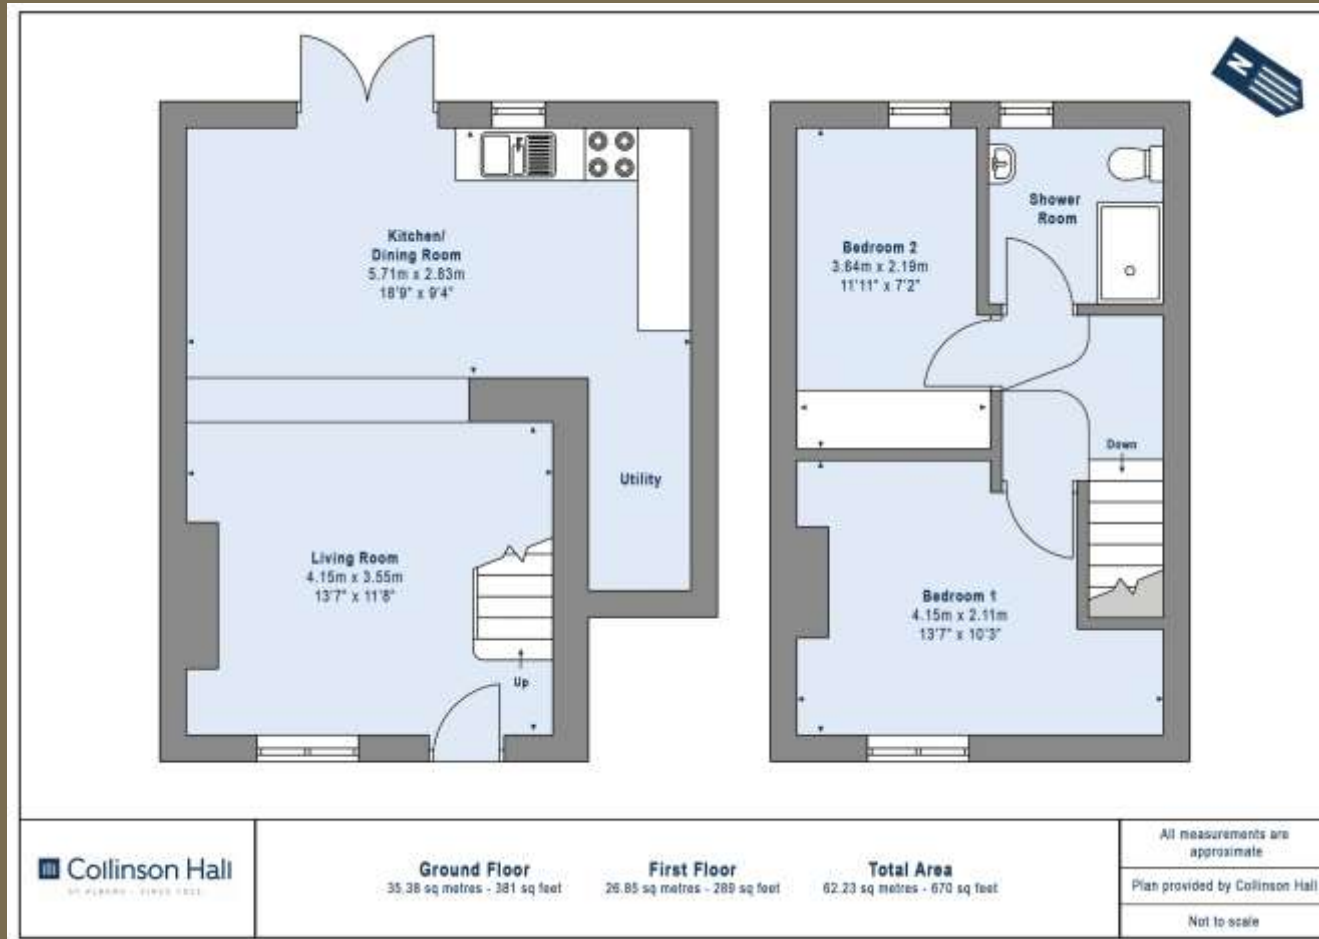 N
Kitchen/
Dining Room
5.71m x 2.83m
18'9" x 9'4"
Utility
Living Room
4.15m x 3.55m
13'7" x 11'8"
Up
Bedroom 2
3.64m x 2.19m
11'11" x 7'2"
Shower
Room
Down
Bedroom 1
4.15m x 2.11m
13'7" x 10'3"
Collinson Hall
ST ALBANS - SINCE
Ground Floor
35.38 sq metres - 381 sq feet
First Floor
26.85 sq metres - 289 sq feet
Total Area
62.23 sq metres - 670 sq feet
All measurements are
approximate
Plan provided by Collinson Hall
Not to scale